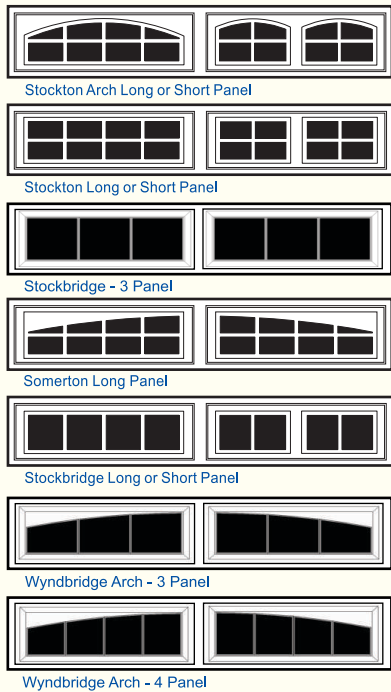 Stockton Arch Long or Short Panel
Stockton Long or Short Panel
Stockbridge - 3 Panel
Somerton Long Panel
Stockbridge Long or Short Panel
Wyndbridge Arch - 3 Panel
Wyndbridge Arch - 4 Panel